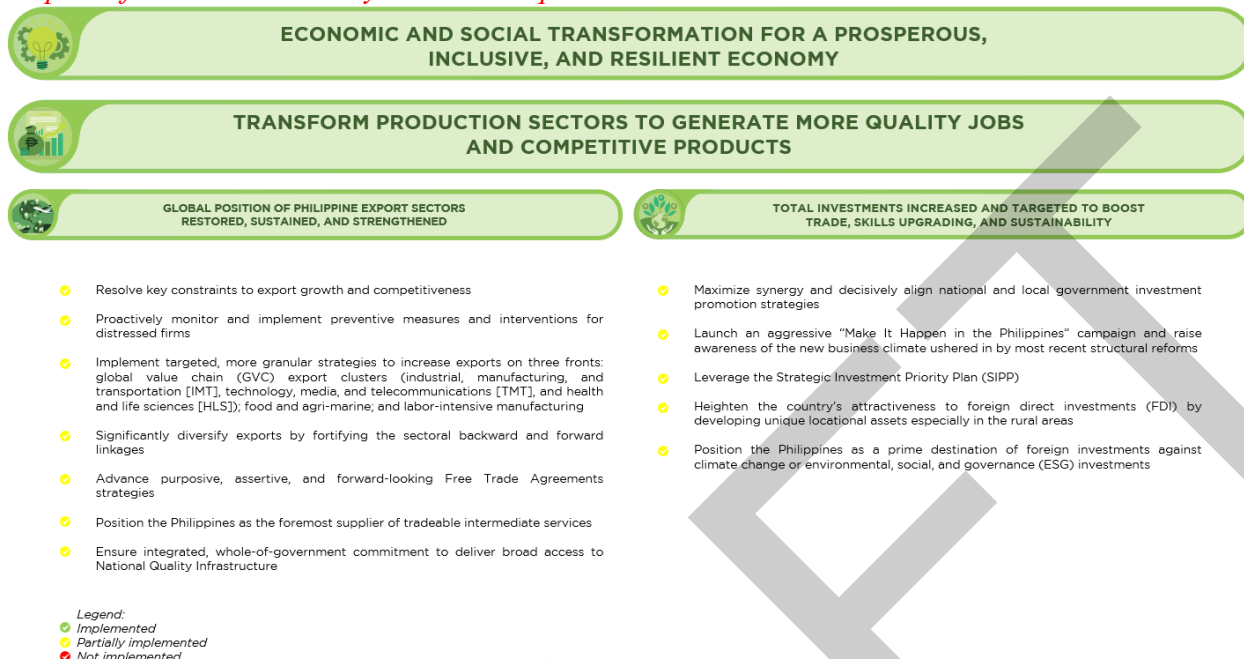 ECONOMIC AND SOCIAL TRANSFORMATION FOR A PROSPEROUS,
INCLUSIVE, AND RESILIENT ECONOMY
TRANSFORM PRODUCTION SECTORS TO GENERATE MORE QUALITY JOBS
AND COMPETITIVE PRODUCTS
GLOBAL POSITION OF PHILIPPINE EXPORT SECTORS
RESTORED, SUSTAINED, AND STRENGTHENED
Resolve key constraints to export growth and competitiveness
Proactively monitor and implement preventive measures and interventions for
distressed firms
Implement targeted, more granular strategies to increase exports on three fronts:
global value chain (GVC) export clusters (industrial, manufacturing, and
transportation [IMT], technology, media, and telecommunications [TMT], and health
and life sciences [HLS]); food and agri-marine; and labor-intensive manufacturing
Significantly diversify exports by fortifying the sectoral backward and forward
linkages
Advance purposive, assertive, and forward-looking Free Trade Agreements
strategies
Position the Philippines as the foremost supplier of tradeable intermediate services
Ensure integrated, whole-of-government commitment to deliver broad access to
National Quality Infrastructure
Legend:
Implemented
Partially implemented
Not implemented
TOTAL INVESTMENTS INCREASED AND TARGETED TO BOOST
TRADE, SKILLS UPGRADING, AND SUSTAINABILITY
Maximize synergy and decisively align national and local government investment
promotion strategies
Launch an aggressive “Make It Happen in the Philippines” campaign and raise
awareness of the new business climate ushered in by most recent structural reforms
Leverage the Strategic Investment Priority Plan (SIPP)
Heighten the country's attractiveness to foreign direct investments (FDI) by
developing unique locational assets especially in the rural areas
Position the Philippines as a prime destination of foreign investments against
climate change or environmental, social, and governance (ESG) investments